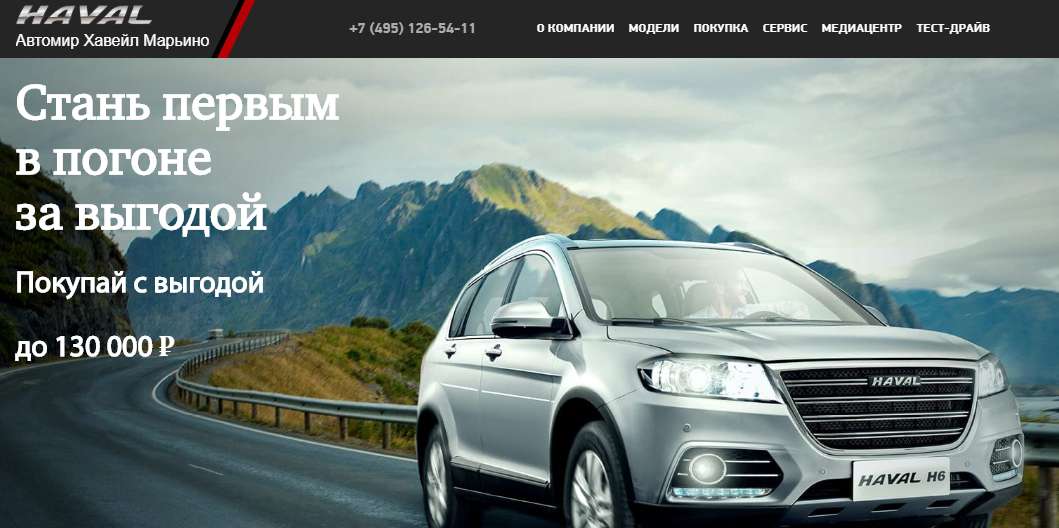 HAVAL
Автомир Хавейл Марьино
+7 (495) 126-54-11
О КОМПАНИИ МОДЕЛИ ПОКУПКА СЕРВИС МЕДИАЦЕНТР ТЕСТ-ДРАЙВ
Стань первым
в погоне
за выгодой
Покупай с выгодой
до 130 000 ₽
HAVAL
HAVAL H6